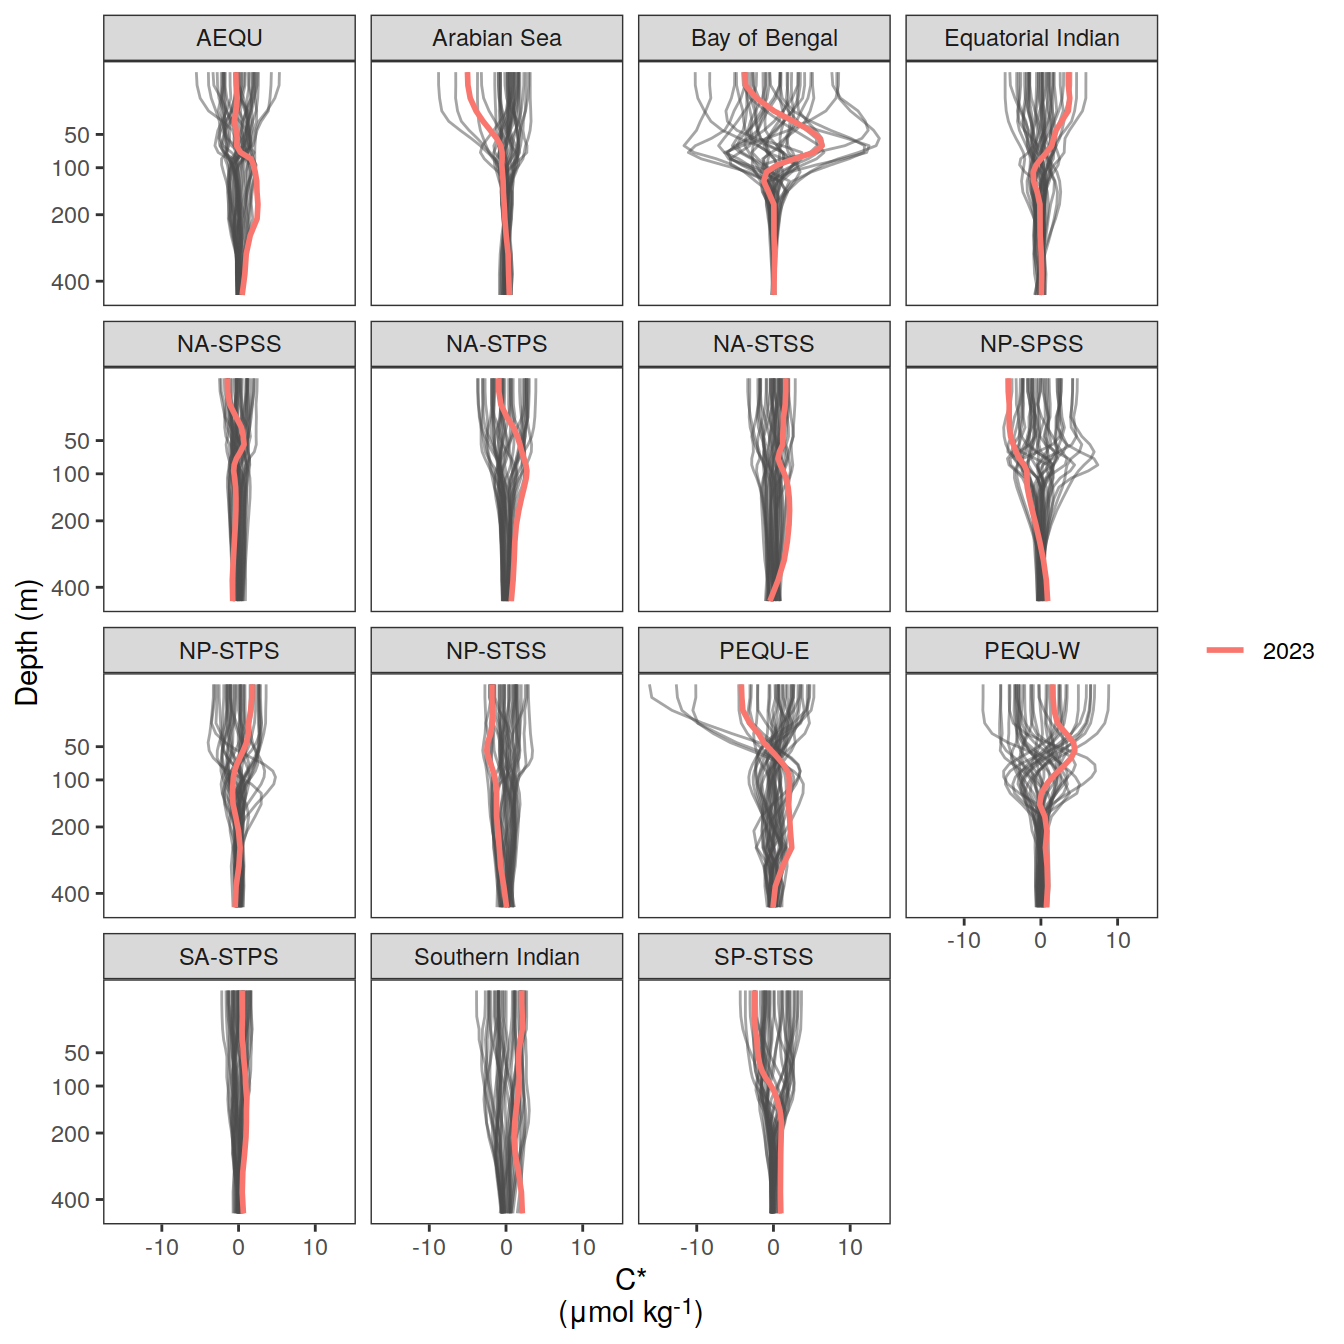 AEQU Arabian Sea Bay of Bengal Equatorial Indian
50
100
200
400
NA-SPSS NA-STPS NA-STSS NP-SPSS
50
100
200
400
NP-STPS NP-STSS PEQU-E PEQU-W
50
100
200
400
-10 0 10
SA-STPS Southern Indian SP-STSS
50
100
200
400
-10 0 10 -10 0 10 -10 0 10
Depth (m)
C*
(µmol kg⁻¹)
2023